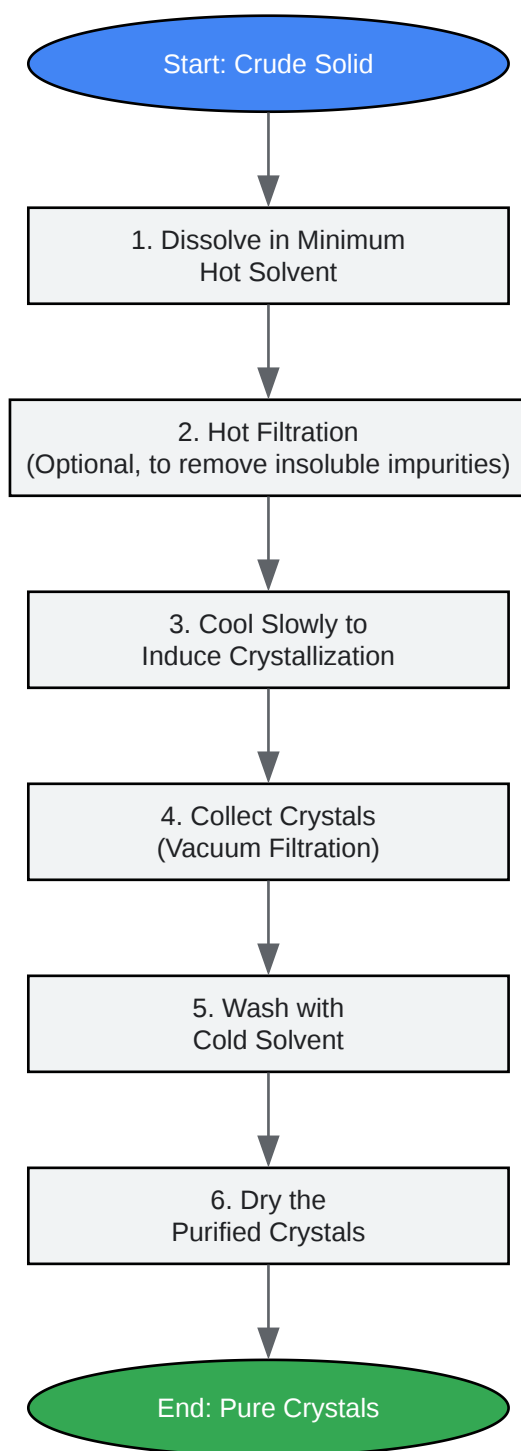 Start: Crude Solid
1. Dissolve in Minimum
Hot Solvent
2. Hot Filtration
(Optional, to remove insoluble impurities)
3. Cool Slowly to
Induce Crystallization
4. Collect Crystals
(Vacuum Filtration)
5. Wash with
Cold Solvent
6. Dry the
Purified Crystals
End: Pure Crystals